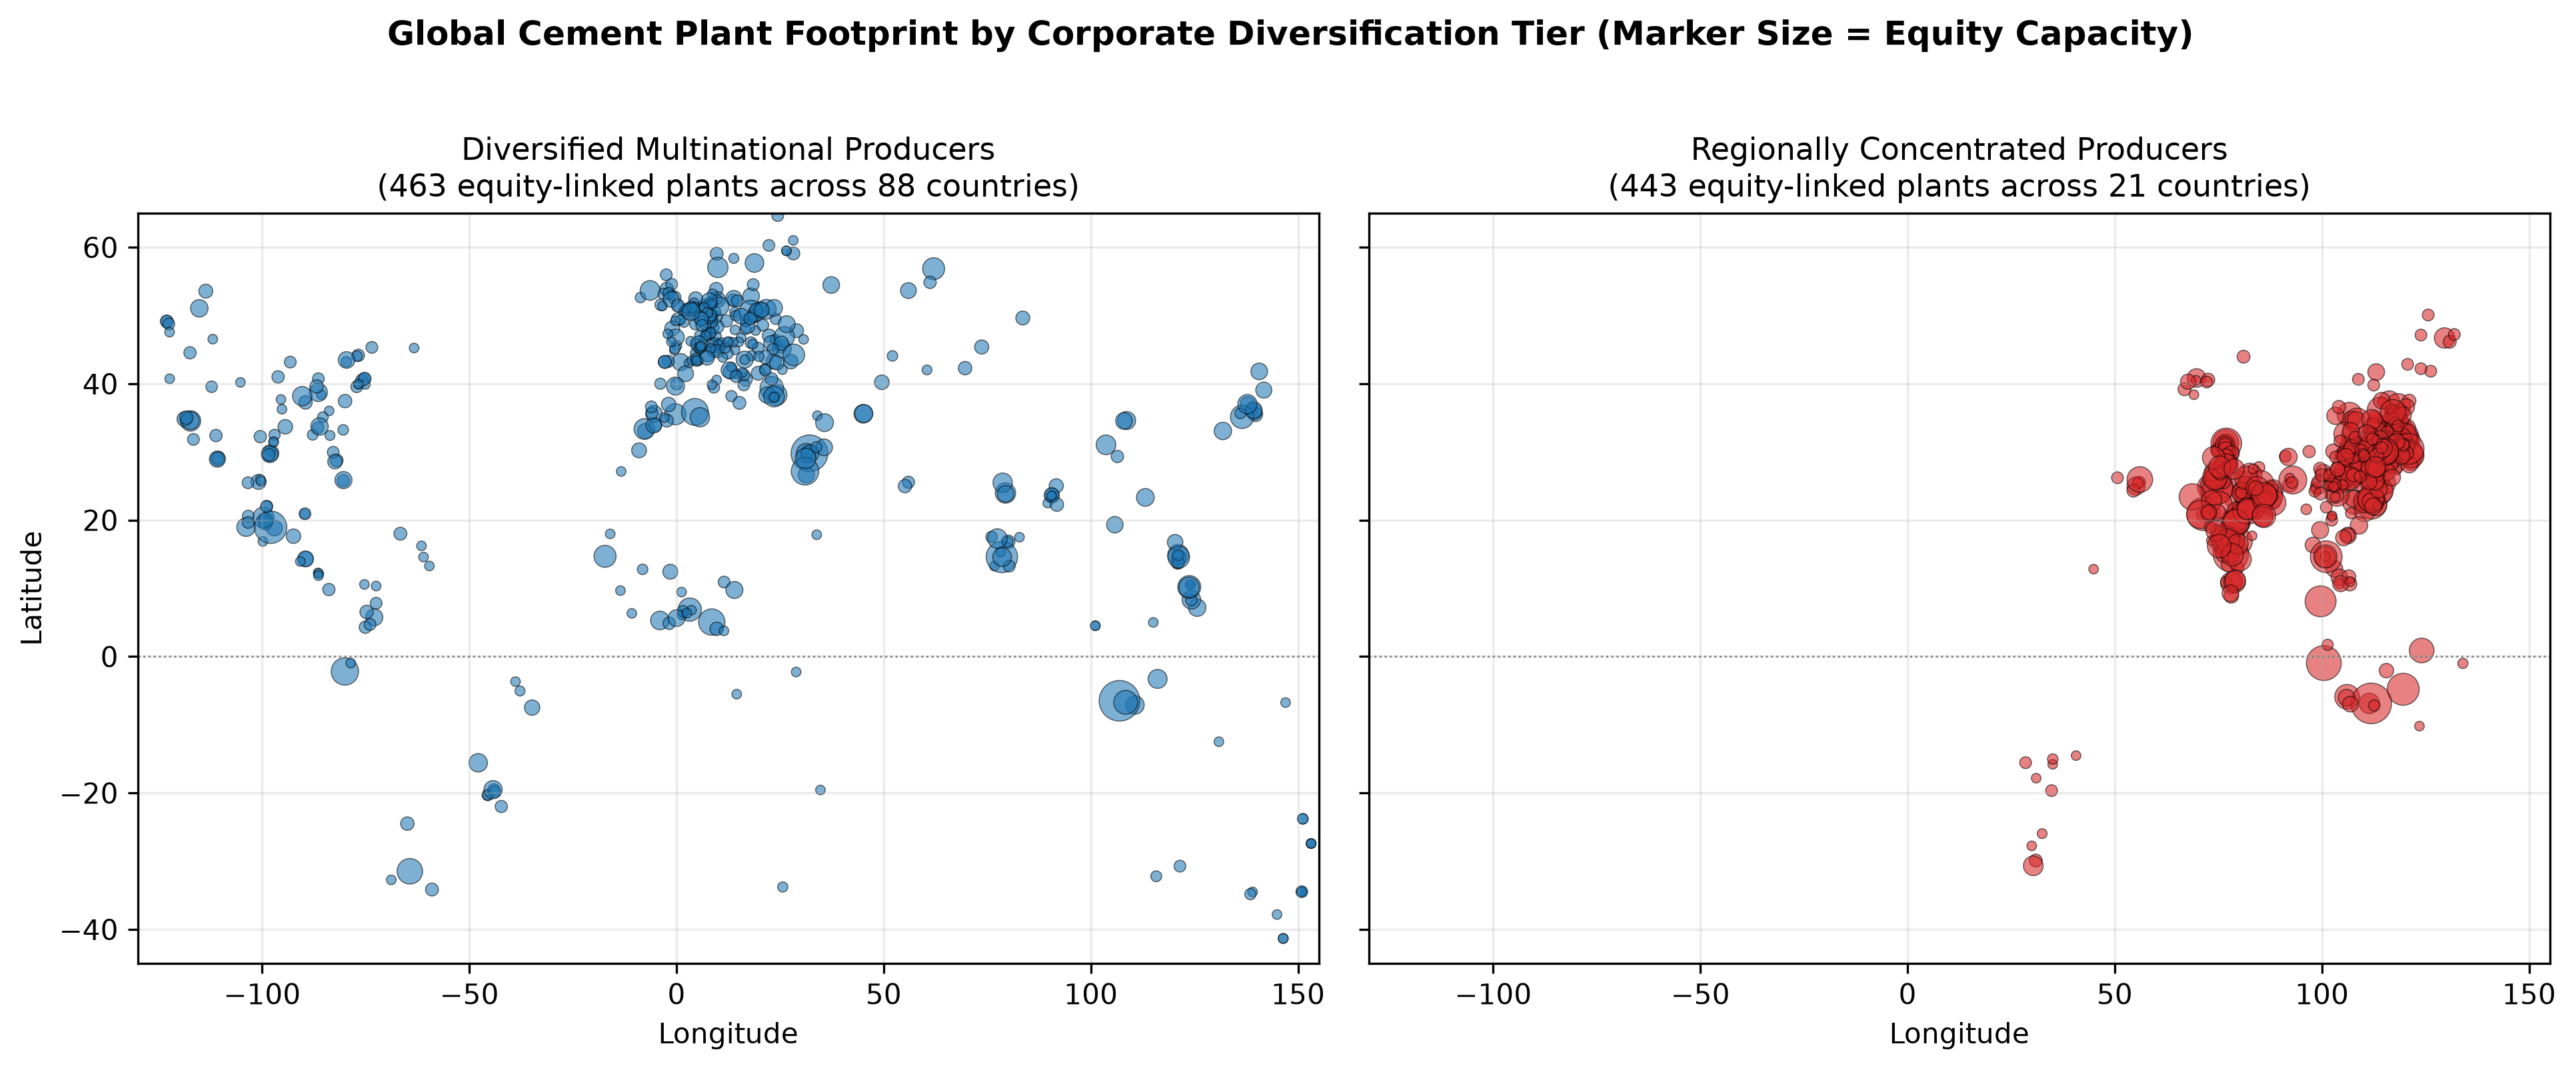 Global Cement Plant Footprint by Corporate Diversification Tier (Marker Size = Equity Capacity)
Diversified Multinational Producers
(463 equity-linked plants across 88 countries)
Regionally Concentrated Producers
(443 equity-linked plants across 21 countries)
Latitude
60
40
20
0
−20
−40
−100
−50
0
50
100
150
Longitude
−100
−50
0
50
100
150
Longitude